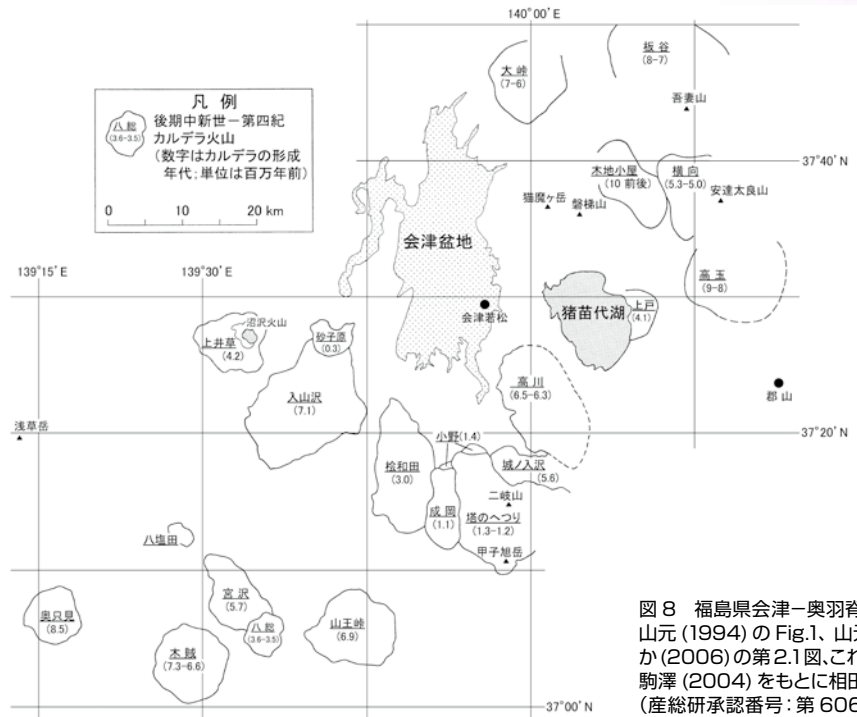 140°00' E
板谷
(8-7)
大峠
(7-6)
吾妻山
凡 例
八総
(3.6-3.5)
後期中新世ー第四紀
カルデラ火山
(数字はカルデラの形成
年代;単位は百万年前)
0 10 20 km
37°40' N
木地小屋
(10 前後)
横向
(5.3-5.0)
猫魔ヶ岳
磐梯山
安達太良山
会津盆地
139°15' E
139°30' E
高玉
(9-8)
猪苗代湖
上戸
(4.1)
会津若松
沼沢火山
上井草
(4.2)
砂子原
(0.3)
郡山
高川
(6.5-6.3)
入山沢
(7.1)
浅草岳
37°20' N
小野(1.4)
桧和田
(3.0)
城ノ入沢
(5.6)
二岐山
成岡
(1.1)
塔のへつり
(1.3-1.2)
甲子旭岳
八塩田
宮沢
(5.7)
奥只見
(8.5)
八総
(3.6-3.5)
山王峠
(6.9)
木賊
(7.3-6.6)
37°00' N
図 8 福島県会津ー奥羽脊
山元 (1994) の Fig.1、山元
か (2006) の第 2.1 図、これ
駒澤 (2004) をもとに相田
(産総研承認番号:第 606